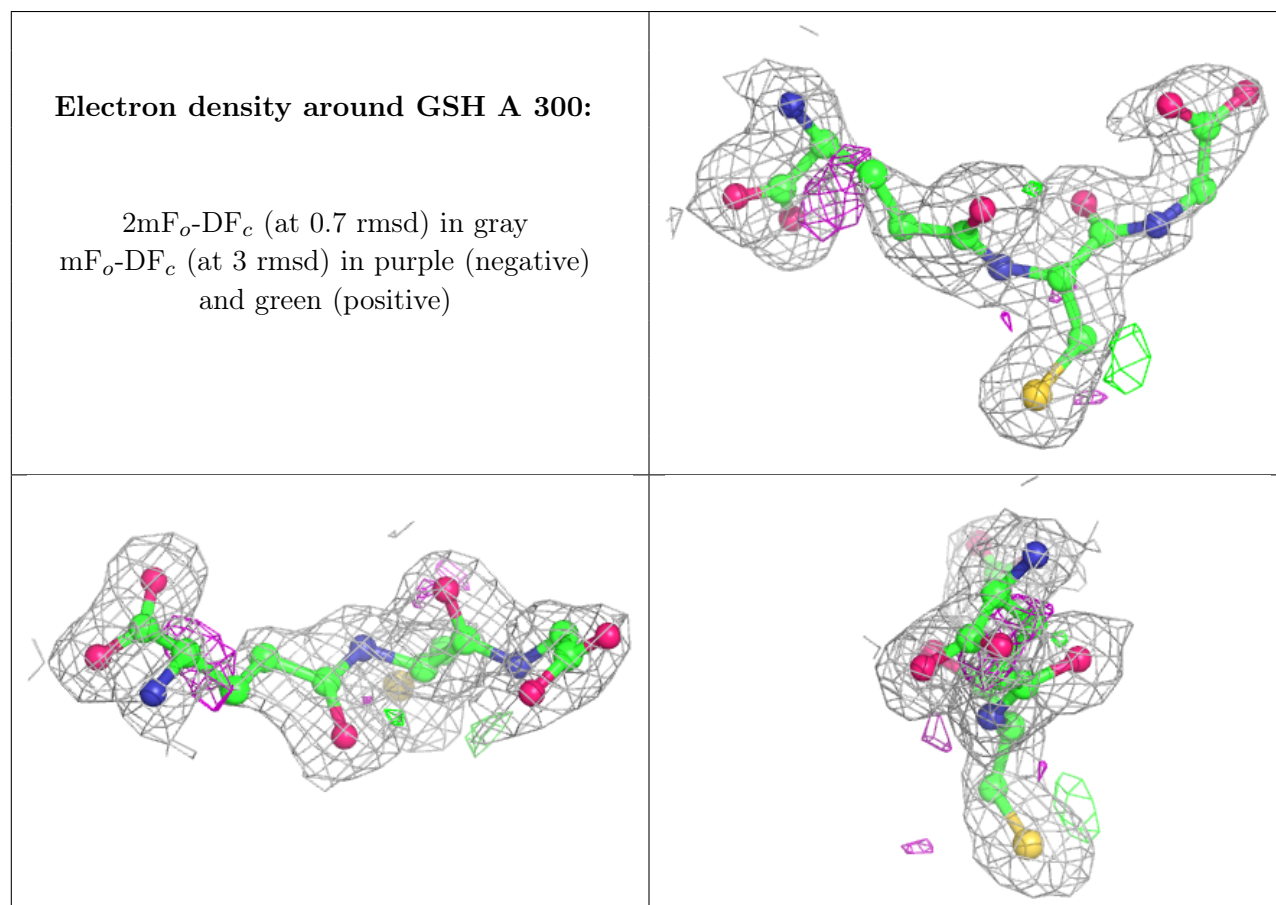 Electron density around GSH A 300:
2mFₒ-DF𝒸 (at 0.7 rmsd) in gray
mFₒ-DF𝒸 (at 3 rmsd) in purple (negative)
and green (positive)